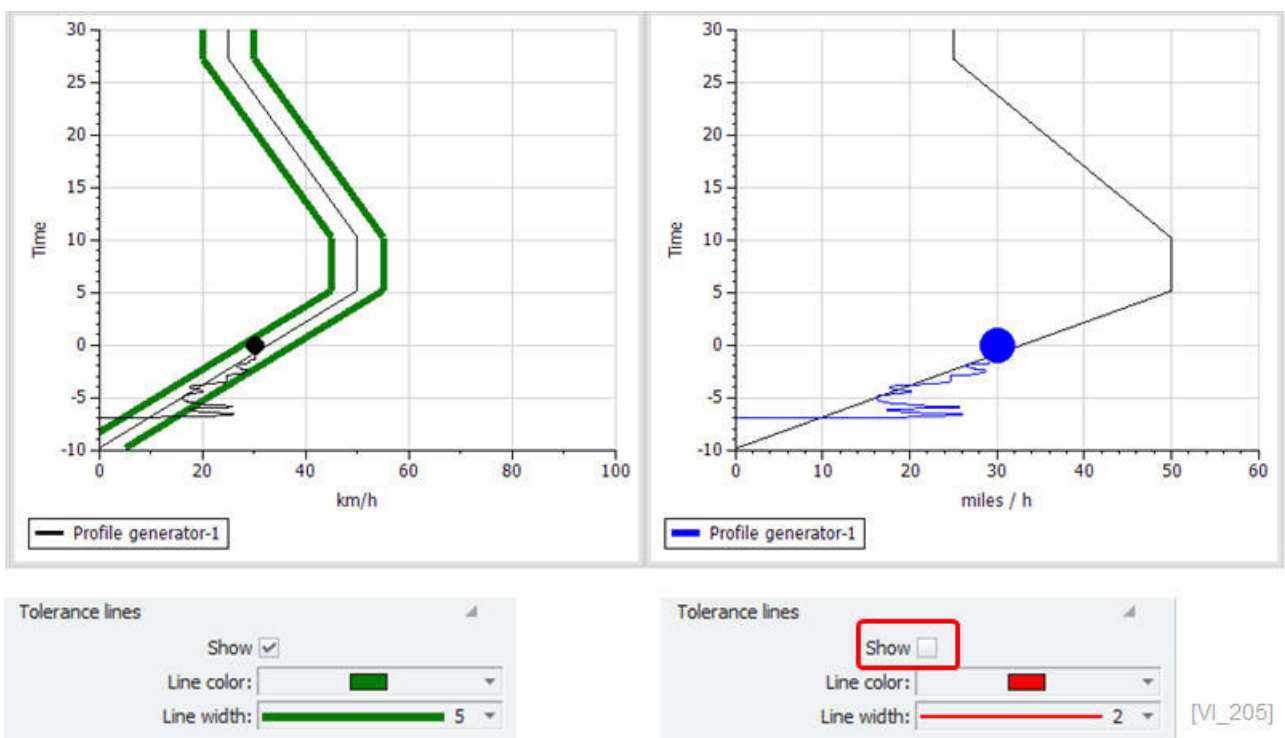 30
25
20
15
10
5
0
-5
-10
Time
0 20 40 60 80 100
km/h
Profile generator-1
30
25
20
15
10
5
0
-5
-10
Time
0 10 20 30 40 50 60
miles / h
Profile generator-1
Tolerance lines
Show
Line color:
Line width: 5
Tolerance lines
Show
Line color:
Line width: 2
[VI_205]